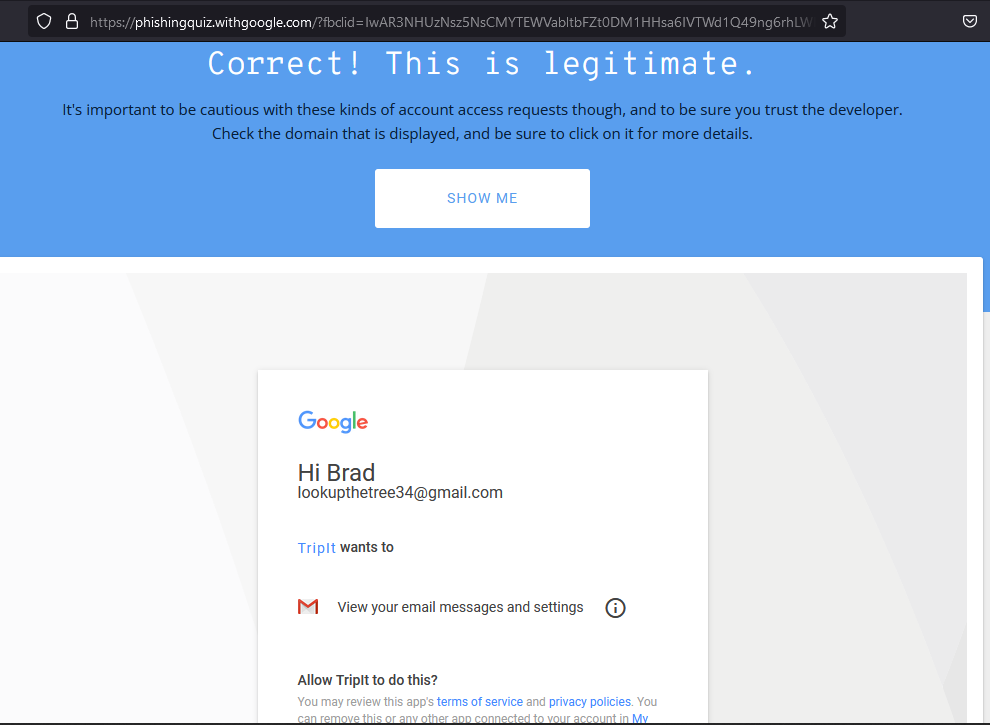 https://phishingquiz.withgoogle.com/?fbclid=IwAR3NHUzNsz5NsCMYTEWVabltbFZt0DM1HHsa6IVTWd1Q49ng6rhLW
Correct! This is legitimate.
It's important to be cautious with these kinds of account access requests though, and to be sure you trust the developer.
Check the domain that is displayed, and be sure to click on it for more details.
SHOW ME
Google
Hi Brad
lookupthetree34@gmail.com
TripIt wants to
View your email messages and settings
Allow TripIt to do this?
You may review this app's terms of service and privacy policies. You
can remove this or any other app connected to your account in My